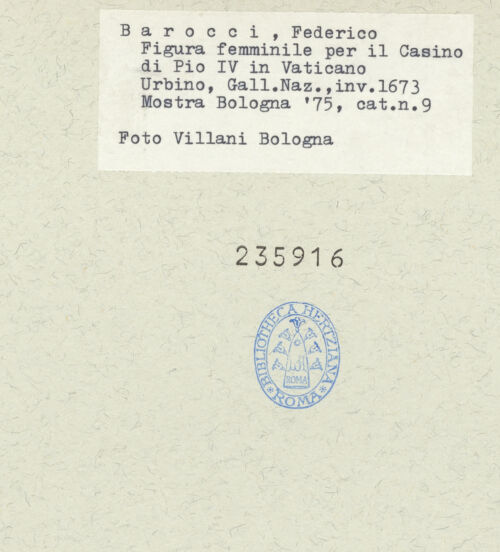 Barocci, Federico
Figura femminile per il Casino
di Pio IV in Vaticano
Urbino, Gall.Naz.,inv.1673
Mostra Bologna '75, cat.n.9
Foto Villani Bologna
235916
BIBLIOTHECA HERTZIANA
ROMA
ROMA